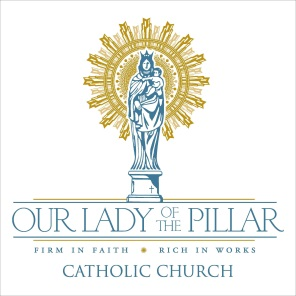 OUR LADY OF THE PILLAR
FIRM IN FAITH * RICH IN WORKS
CATHOLIC CHURCH